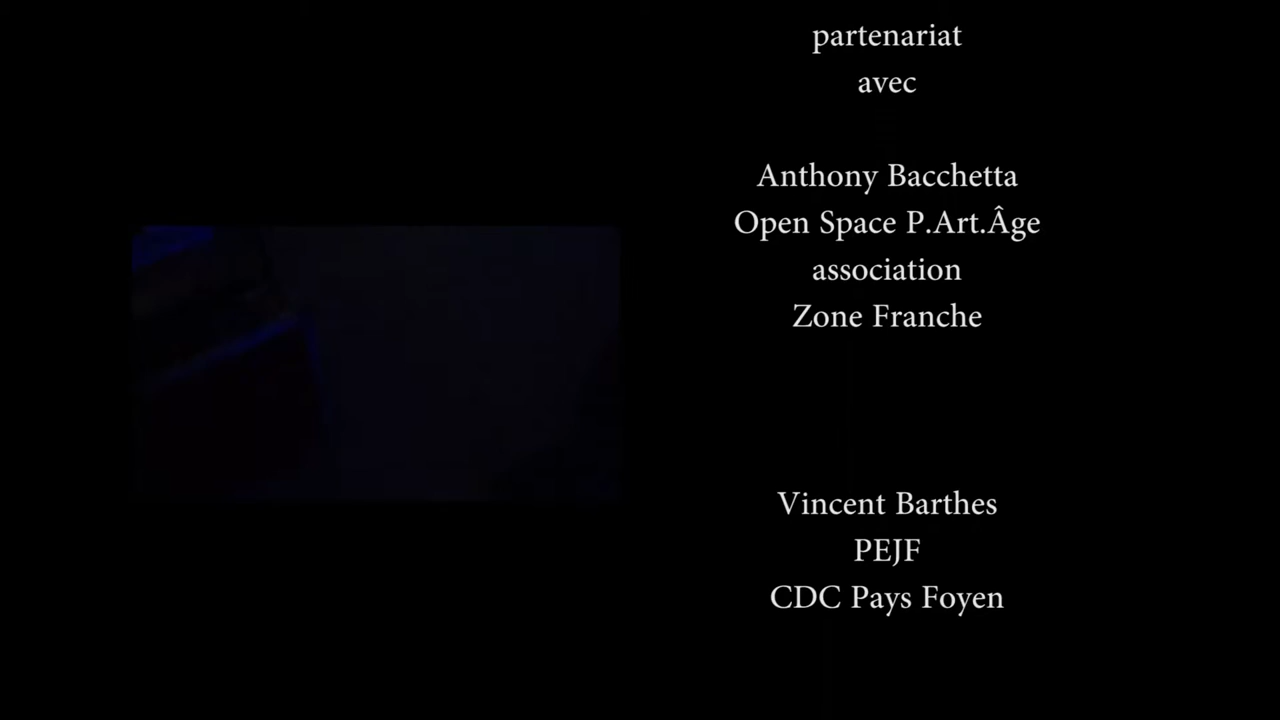 partenariat
avec
Anthony Bacchetta
Open Space P.Art.Âge
association
Zone Franche
Vincent Barthes
PEJF
CDC Pays Foyen